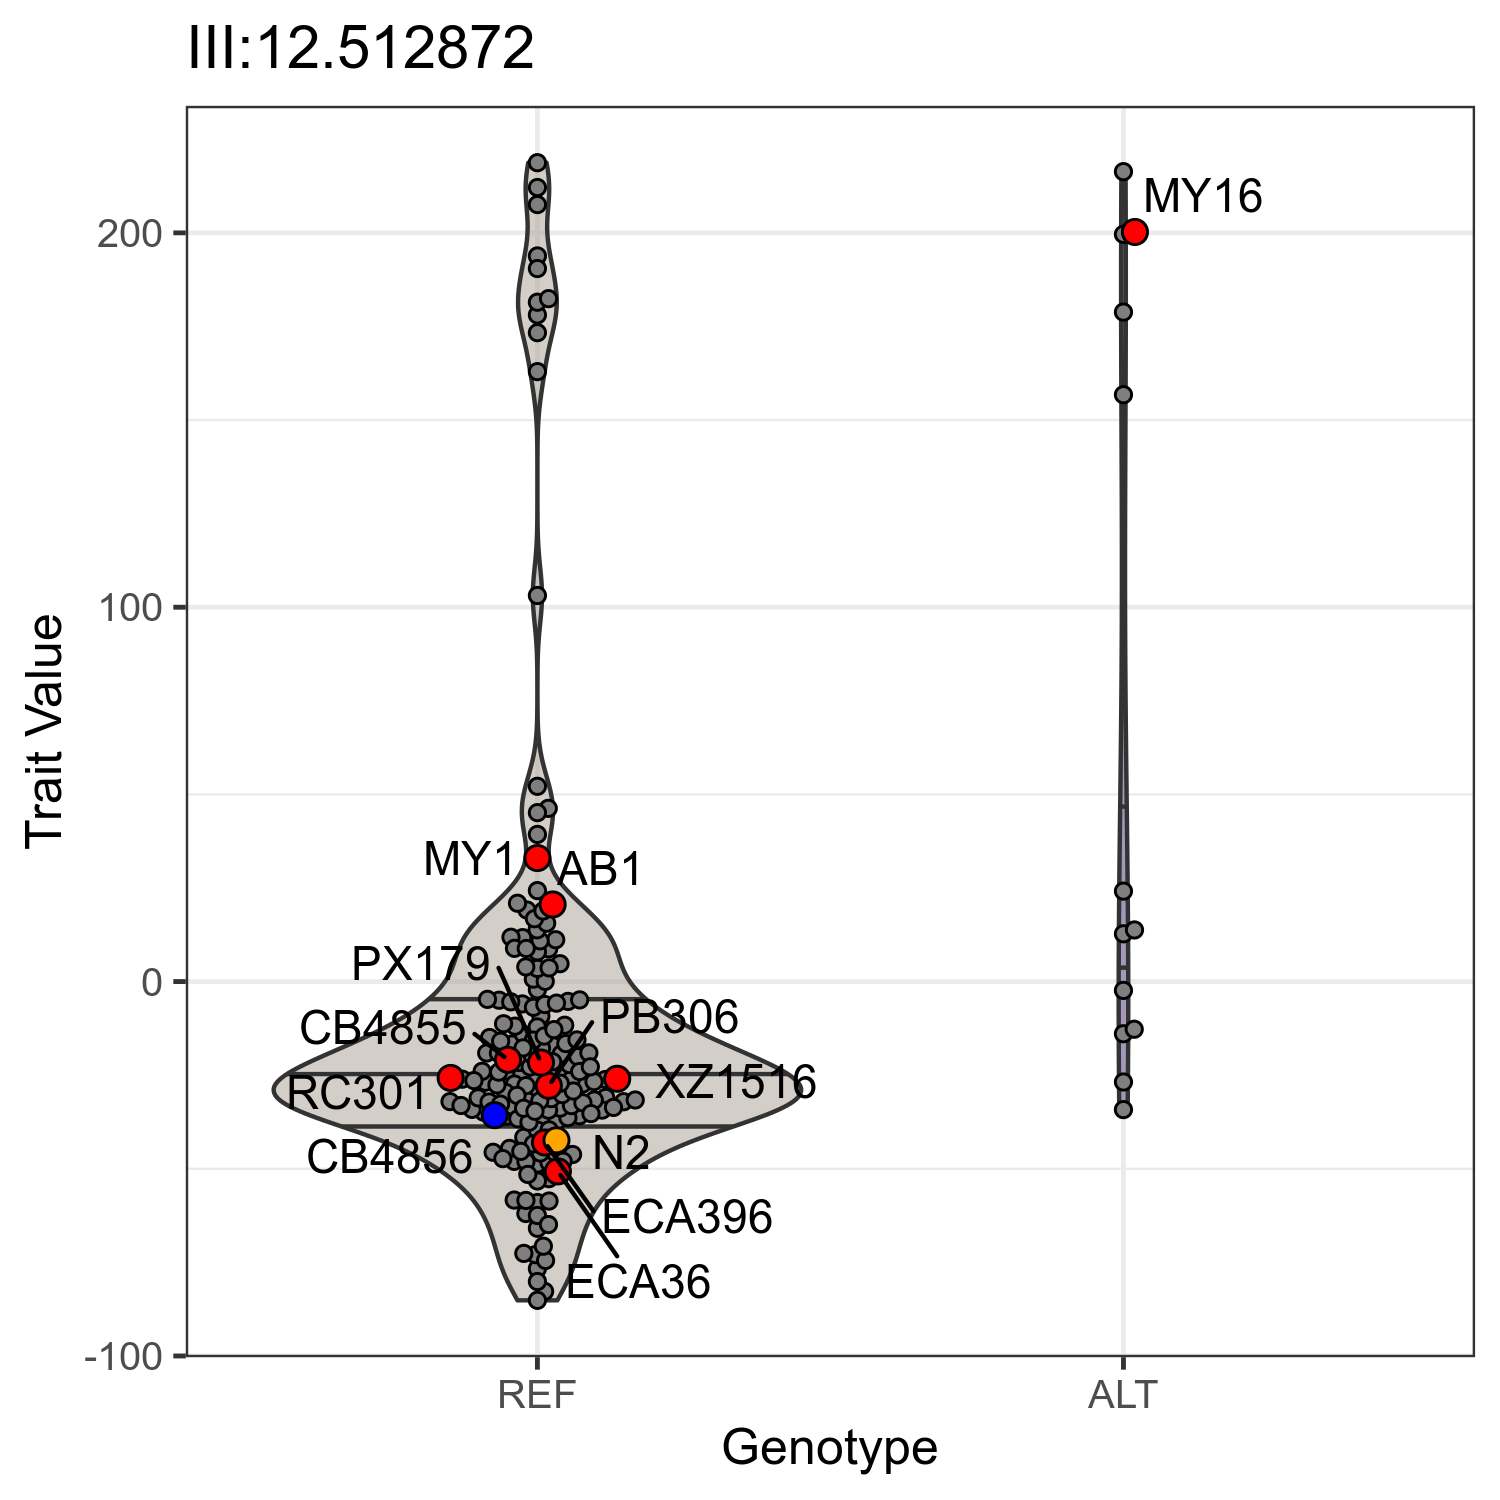 III:12.512872
200
100
0
-100
Trait Value
MY16
MY1
AB1
PX179
CB4855
PB306
RC301
XZ1516
CB4856
N2
ECA396
ECA36
REF
ALT
Genotype